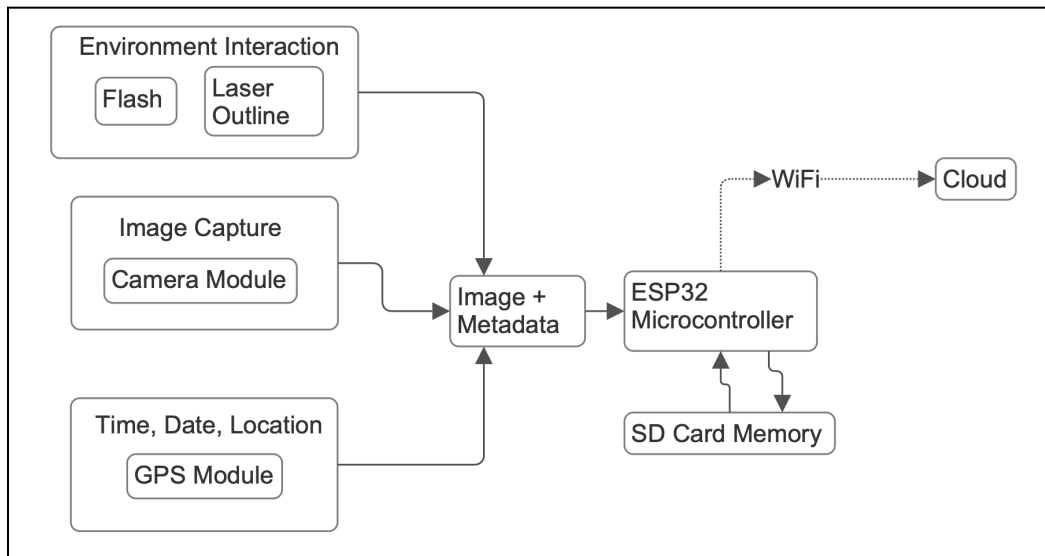 Environment Interaction
Flash
Laser
Outline
Image Capture
Camera Module
Time, Date, Location
GPS Module
Image +
Metadata
ESP32
Microcontroller
SD Card Memory
WiFi
Cloud